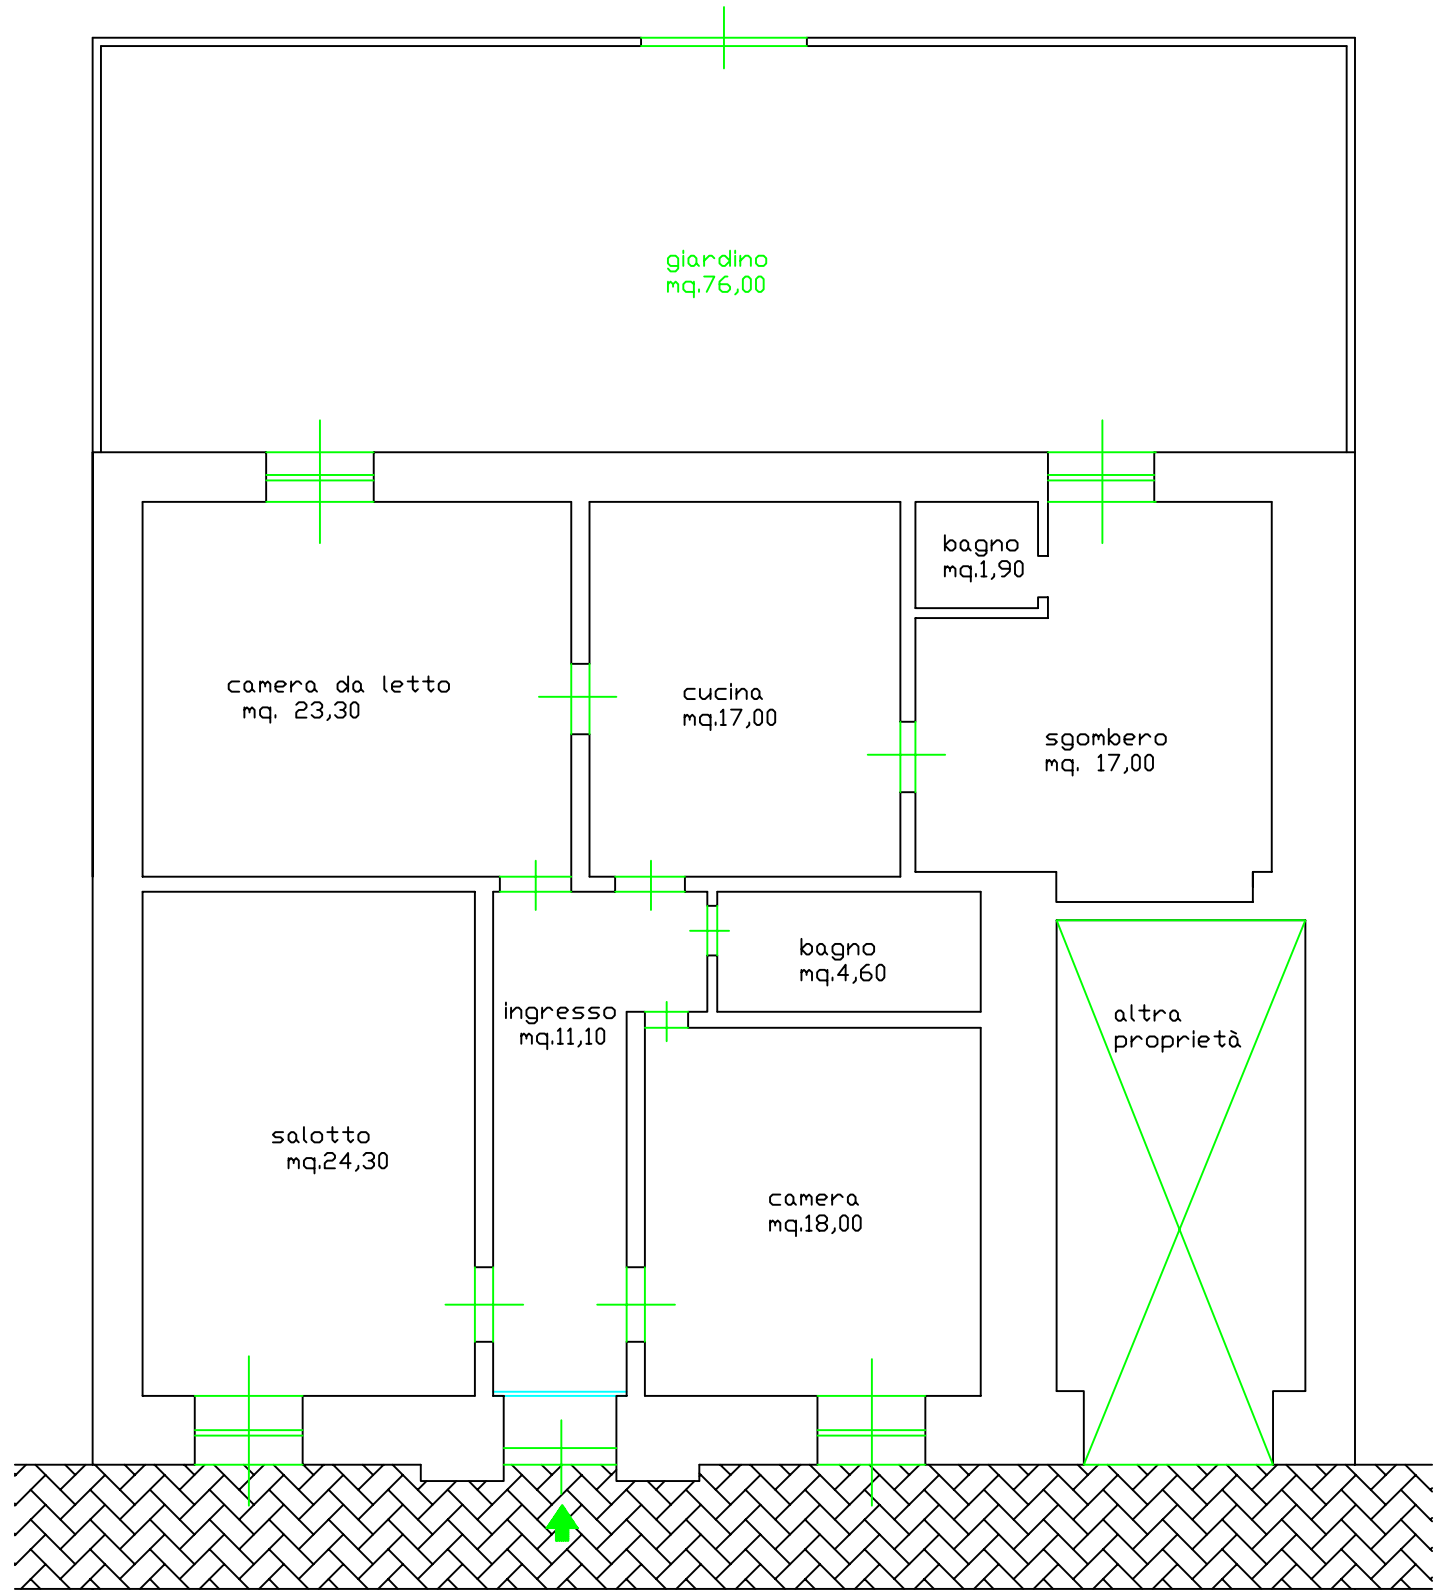 giardino
mq.76,00
bagno
mq.1,90
camera da letto
mq. 23,30
cucina
mq.17,00
sgombero
mq. 17,00
bagno
mq.4,60
ingresso
mq.11,10
altra
proprietà
salotto
mq.24,30
camera
mq.18,00